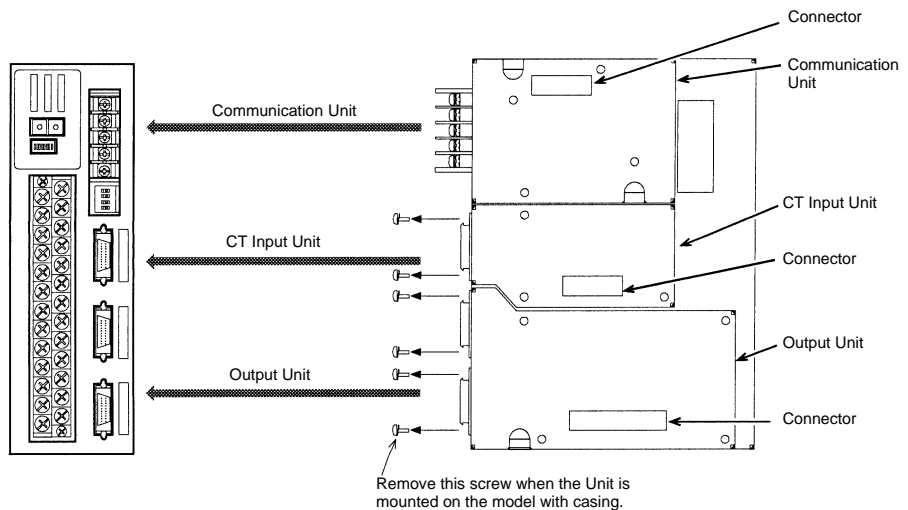 Connector
Communication
Unit
Communication Unit
CT Input Unit
CT Input Unit
Connector
Output Unit
Output Unit
Connector
Remove this screw when the Unit is
mounted on the model with casing.